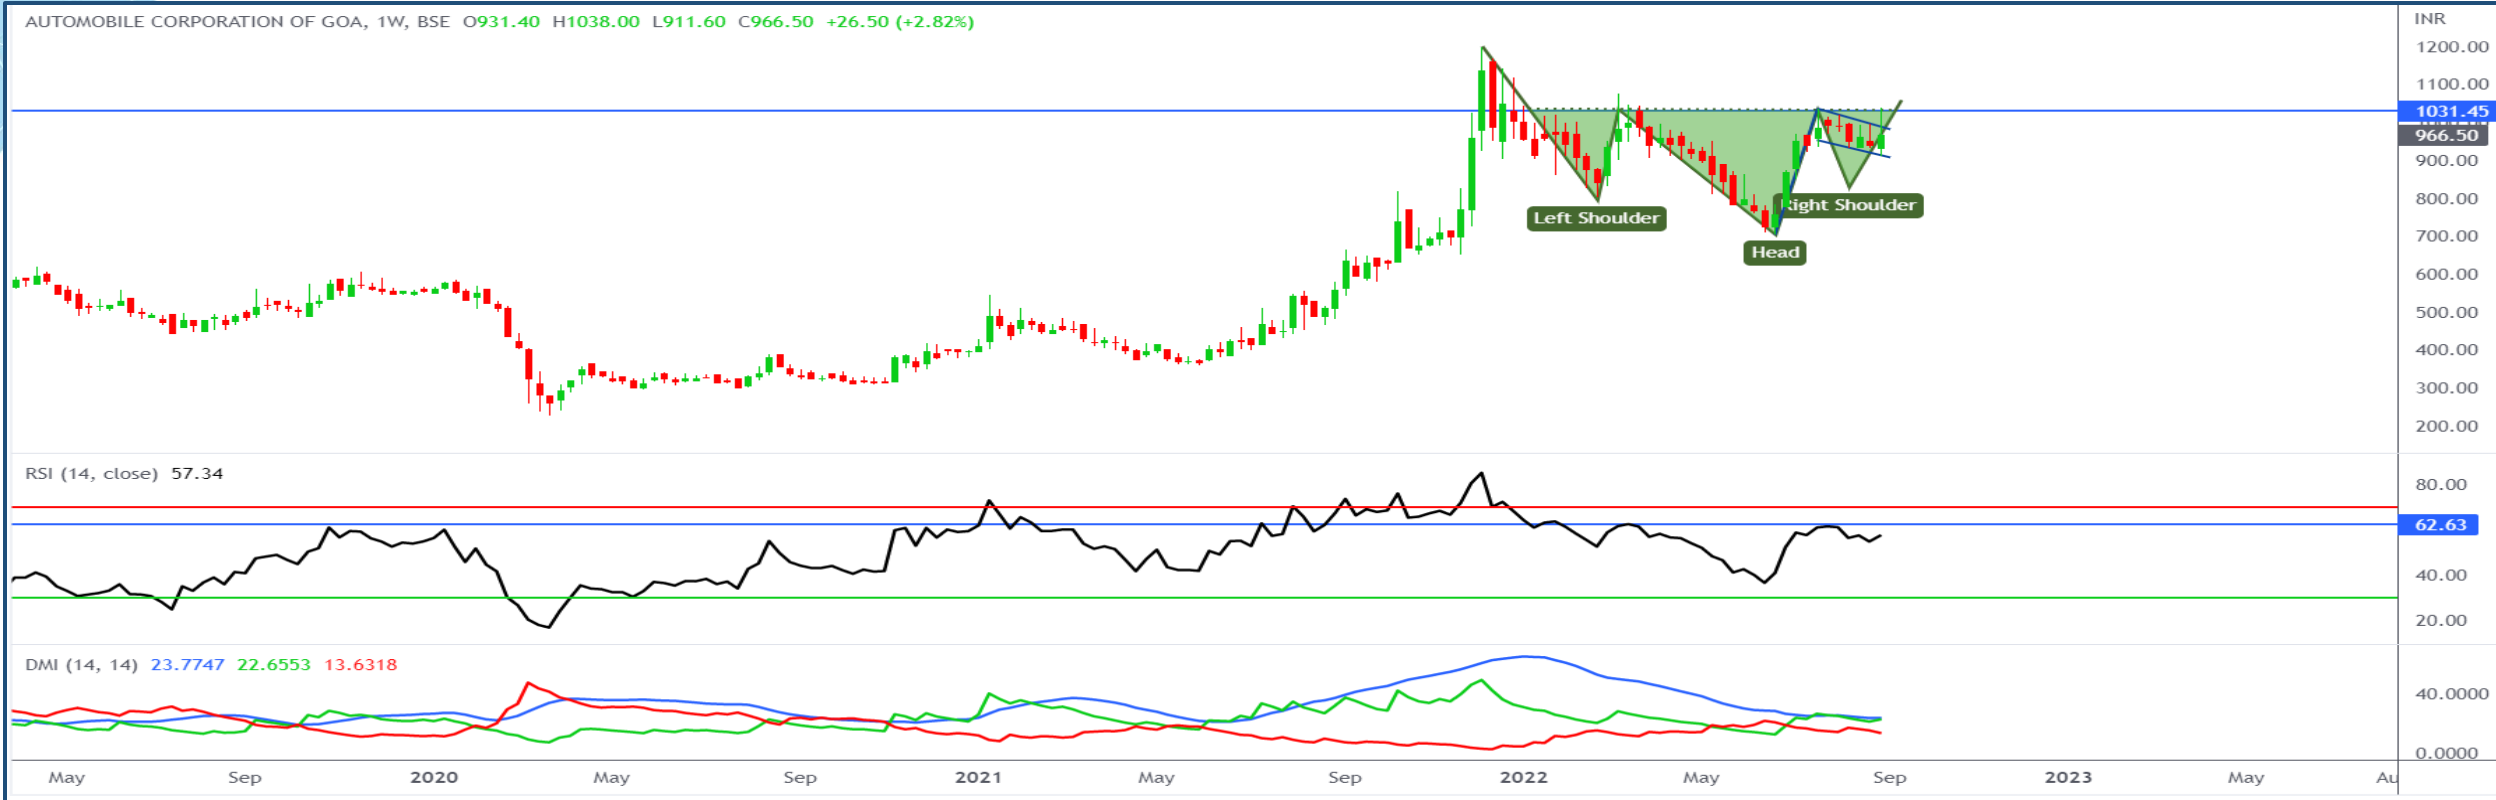 AUTOMOBILE CORPORATION OF GOA, 1W, BSE O931.40 H1038.00 L911.60 C966.50 +26.50 (+2.82%)
INR
1200.00
1100.00
1031.45
966.50
900.00
800.00
700.00
600.00
500.00
400.00
300.00
200.00
Left Shoulder
Right Shoulder
Head
RSI (14, close) 57.34
80.00
62.63
40.00
20.00
DMI (14, 14) 23.7747 22.6553 13.6318
40.0000
0.0000
May Sep 2020 May Sep 2021 May Sep 2022 May Sep 2023 May Au